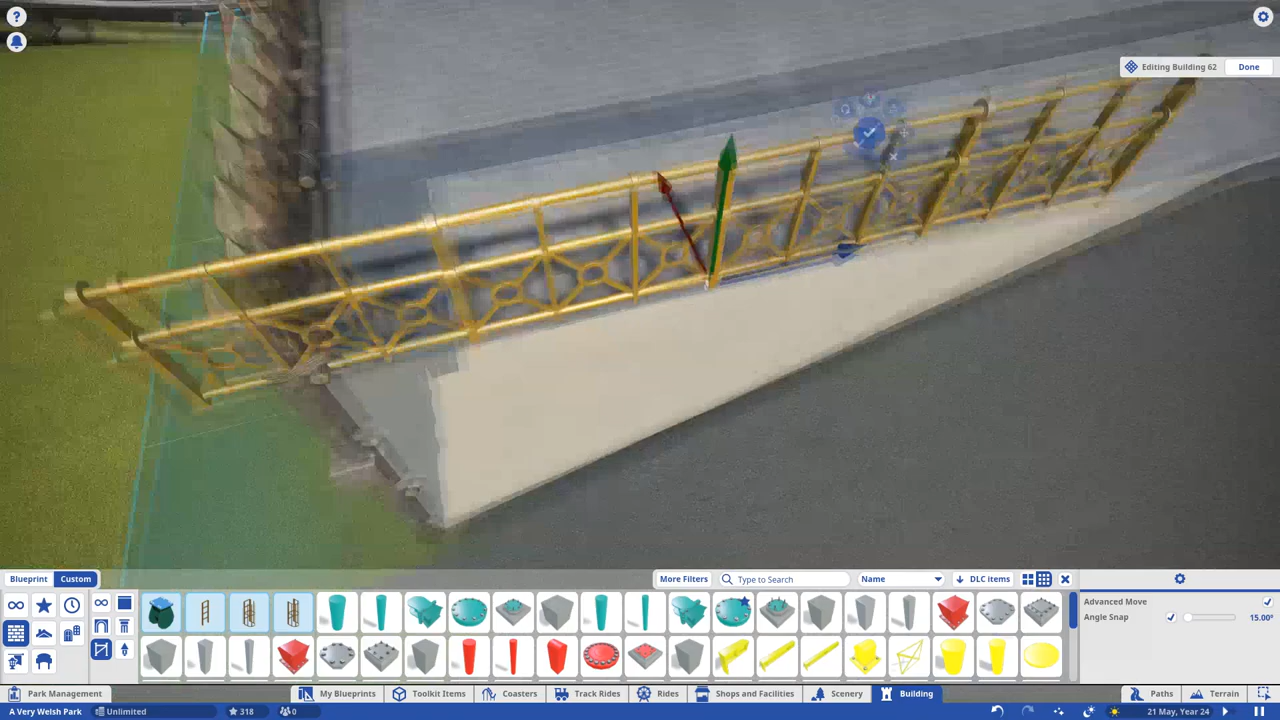 ?
Editing Building 62
Done
Blueprint
Custom
More Filters
Type to Search
Name
DLC items
Advanced Move
Angle Snap
15.00°
Park Management
My Blueprints
Toolkit Items
Coasters
Track Rides
Rides
Shops and Facilities
Scenery
Building
Paths
Terrain
A Very Welsh Park
Unlimited
318
0
21 May, Year 24